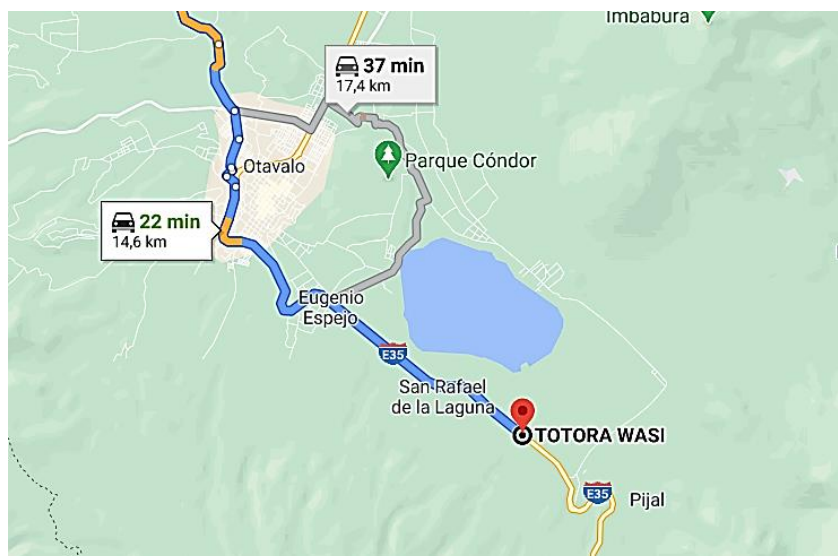 Imbabura
37 min
17,4 km
Otavalo
Parque Cóndor
22 min
14,6 km
Eugenio
Espejo
E35
San Rafael
de la Laguna
TOTORA WASI
E35
Pijal